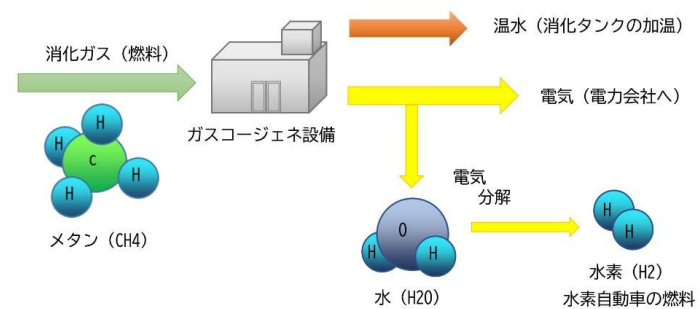 消化ガス（燃料）
温水（消化タンクの加温）
電気（電力会社へ）
ガスコージェネ設備
H
H
C
H
H
メタン（CH4）
電気
分解
O
H
H
水（H2O）
H
H
水素（H2）
水素自動車の燃料